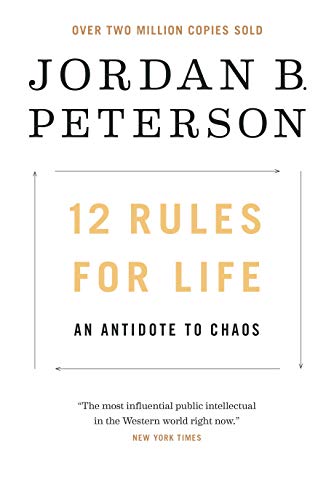 OVER TWO MILLION COPIES SOLD
JORDAN B.
PETERSON
12 RULES
FOR LIFE
AN ANTIDOTE TO CHAOS
“The most influential public intellectual
in the Western world right now.”
NEW YORK TIMES